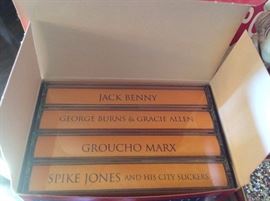 JACK BENNY
GEORGE BURNS & GRACIE ALLEN
GROUCHO MARX
SPIKE JONES AND HIS CITY SLICKERS